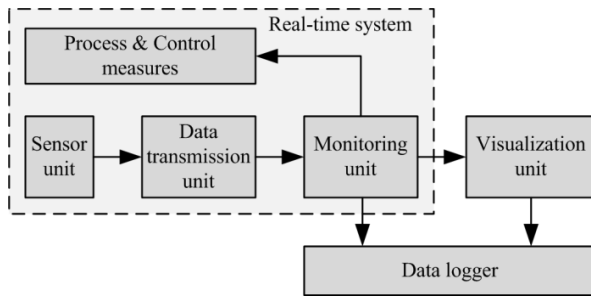 Real-time system
Process & Control
measures
Sensor
unit
Data
transmission
unit
Monitoring
unit
Visualization
unit
Data logger